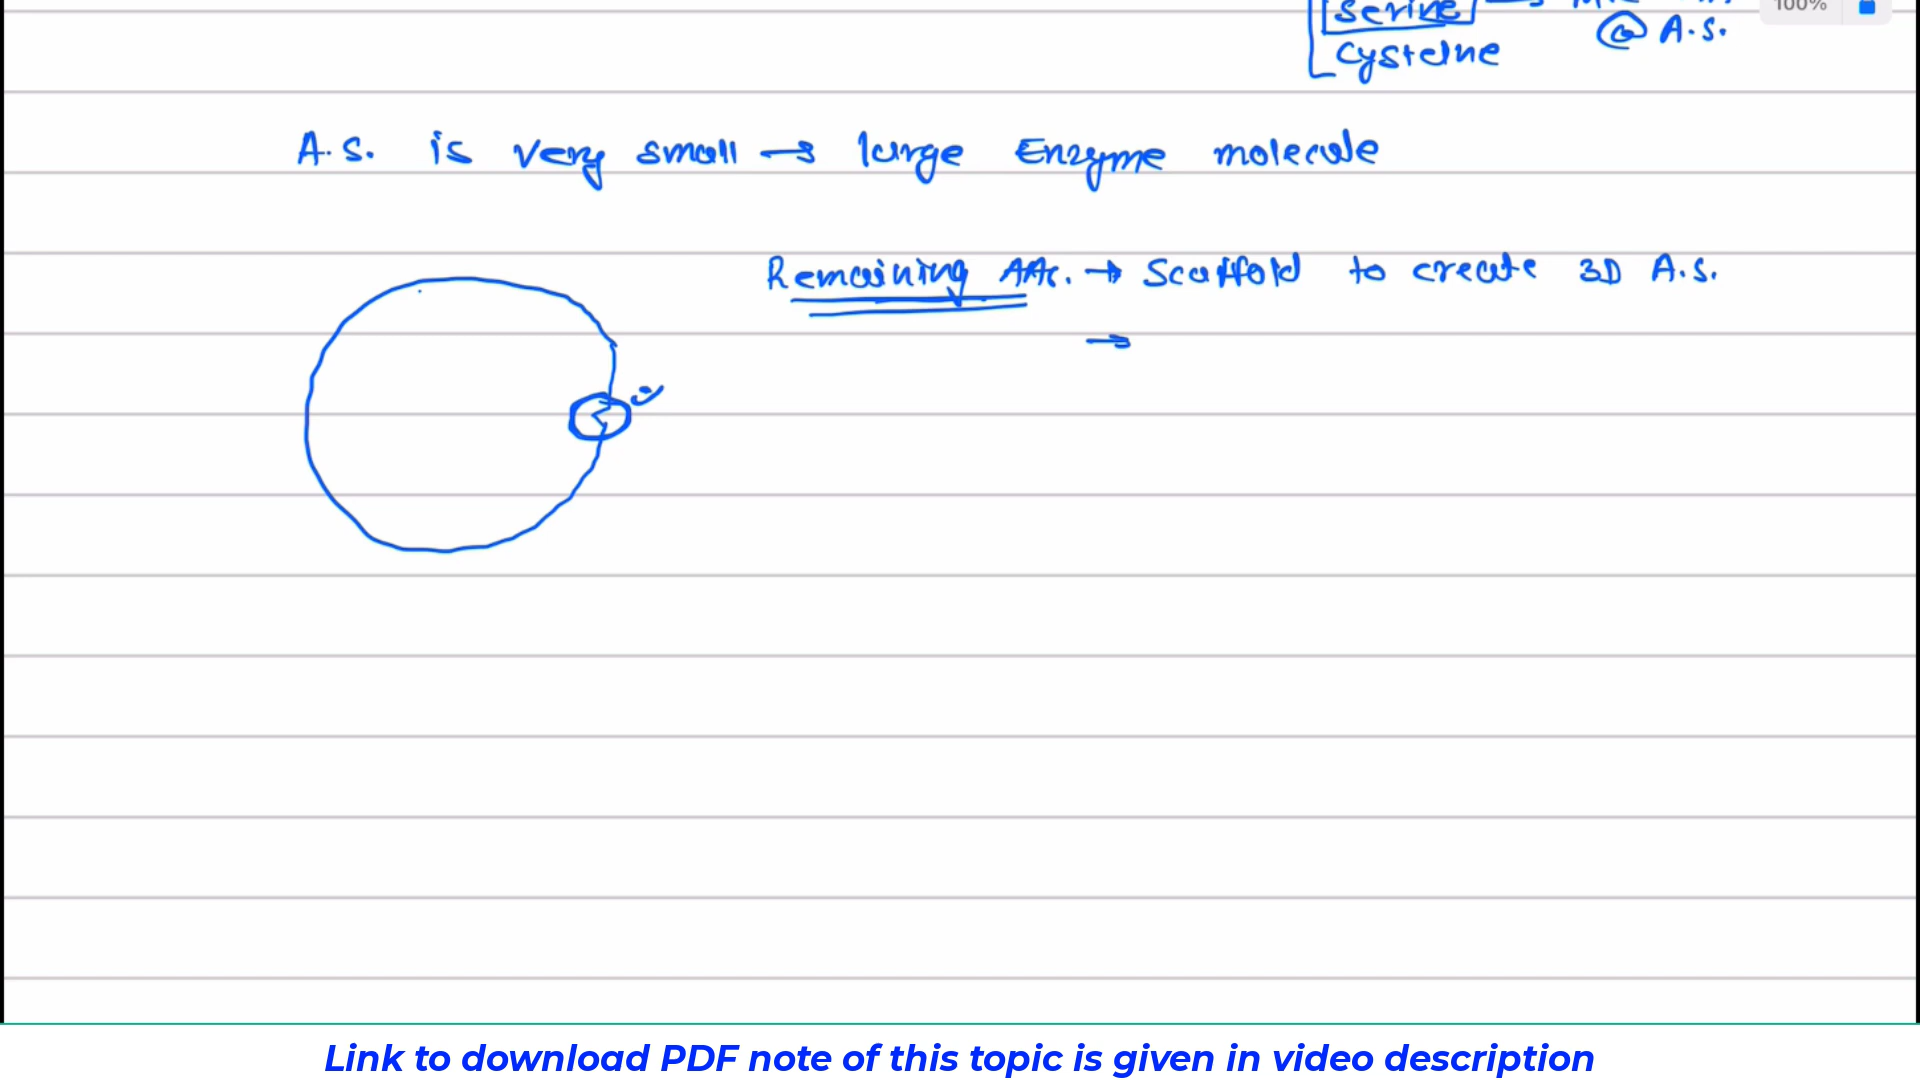 Serine →
@ A.S.
Cysteine
100%
A.S. is very small → large Enzyme molecule
Remaining AAs. → Scaffold to create 3D A.S.
→
Link to download PDF note of this topic is given in video description